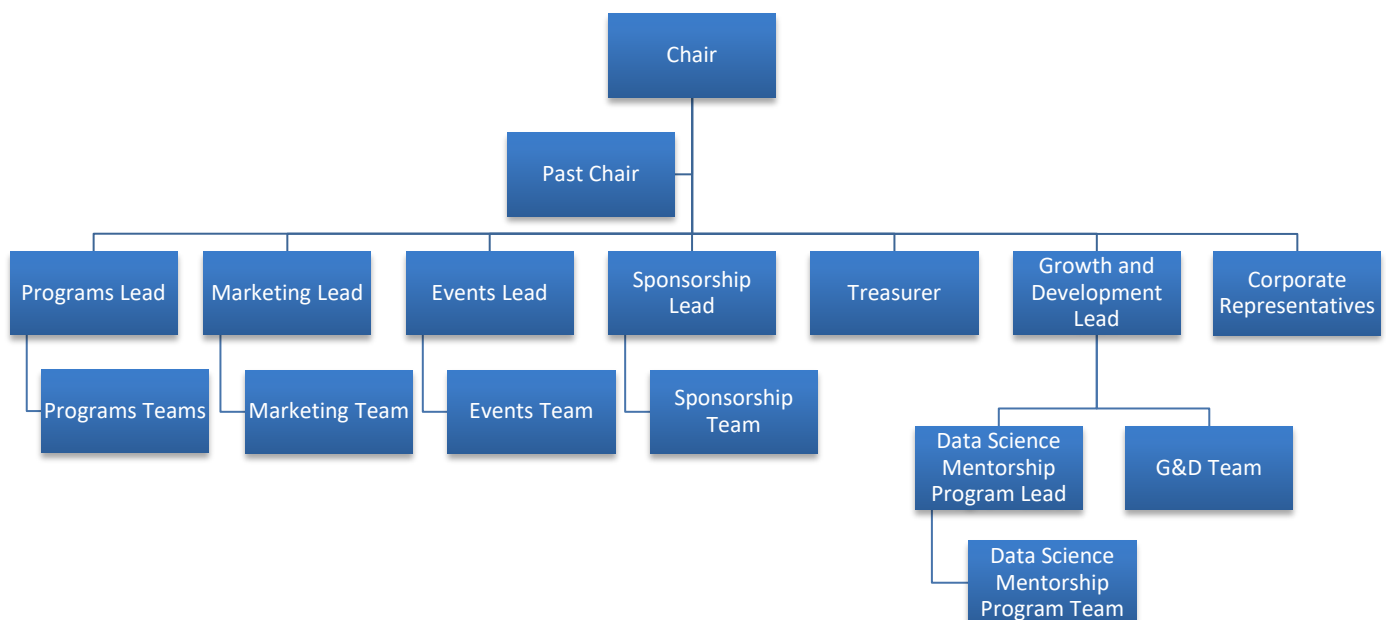 Chair
Past Chair
Programs Lead
Marketing Lead
Events Lead
Sponsorship
Lead
Treasurer
Growth and
Development
Lead
Corporate
Representatives
Programs Teams
Marketing Team
Events Team
Sponsorship
Team
Data Science
Mentorship
Program Lead
G&D Team
Data Science
Mentorship
Program Team